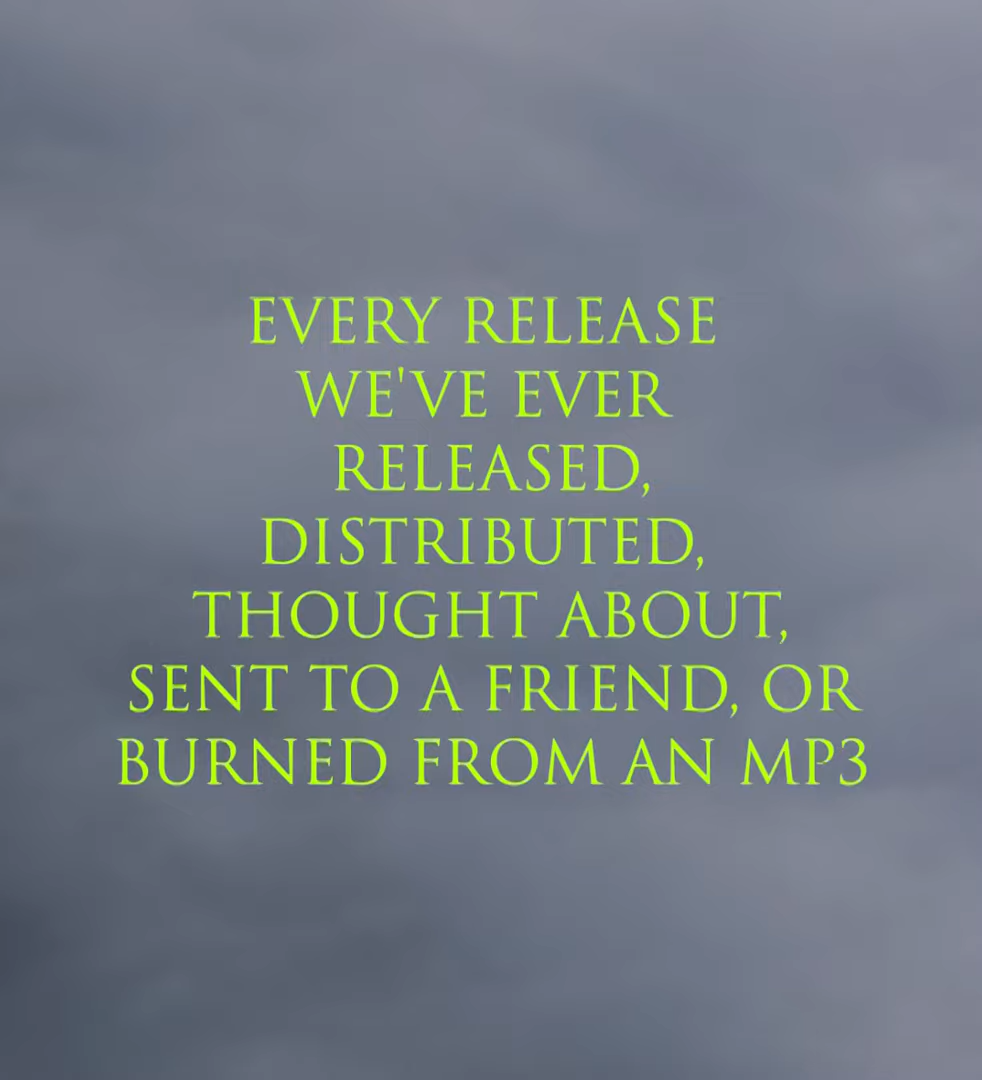 EVERY RELEASE
WE'VE EVER
RELEASED,
DISTRIBUTED,
THOUGHT ABOUT,
SENT TO A FRIEND, OR
BURNED FROM AN MP3